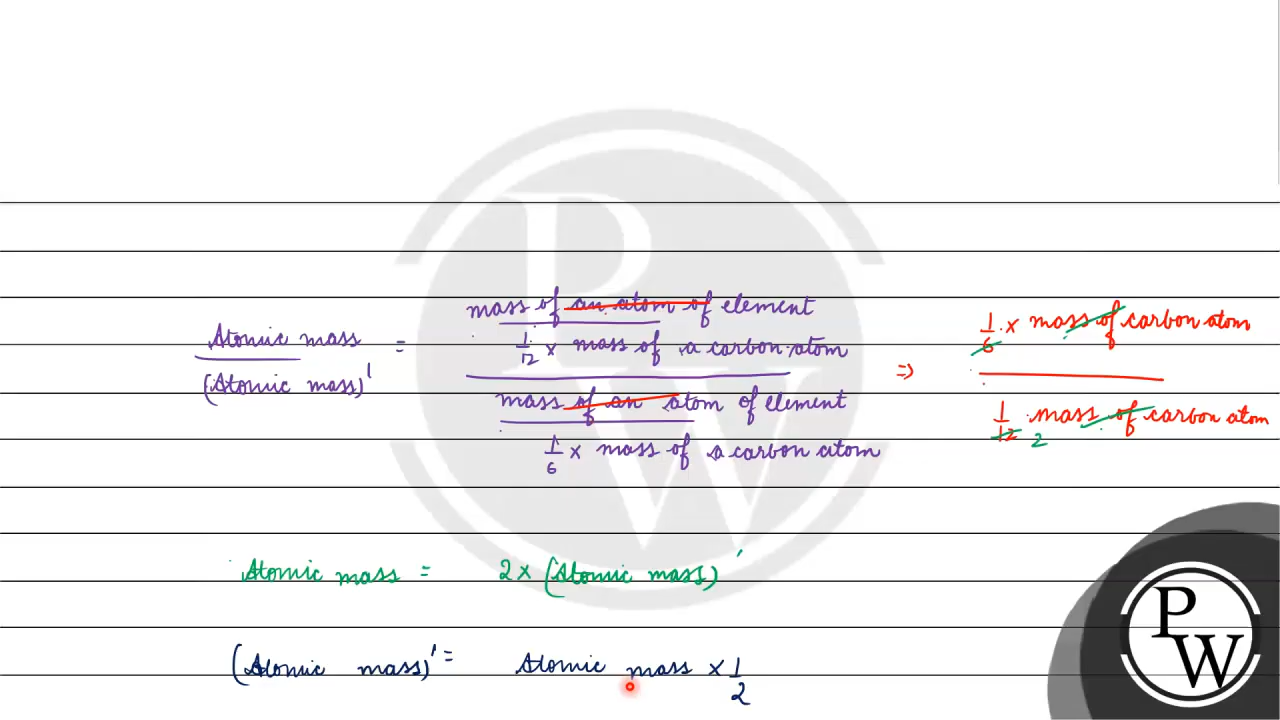 mass of an atom of element
1/12 × mass of a carbon atom
Atomic mass / (Atomic mass)' =
mass of an atom of element
1/6 × mass of a carbon atom
=> 1/6 × mass of carbon atom
1/12 mass of carbon atom
2
Atomic mass = 2 × (Atomic mass)'
(Atomic mass)' = Atomic mass × 1/2
PW
PW